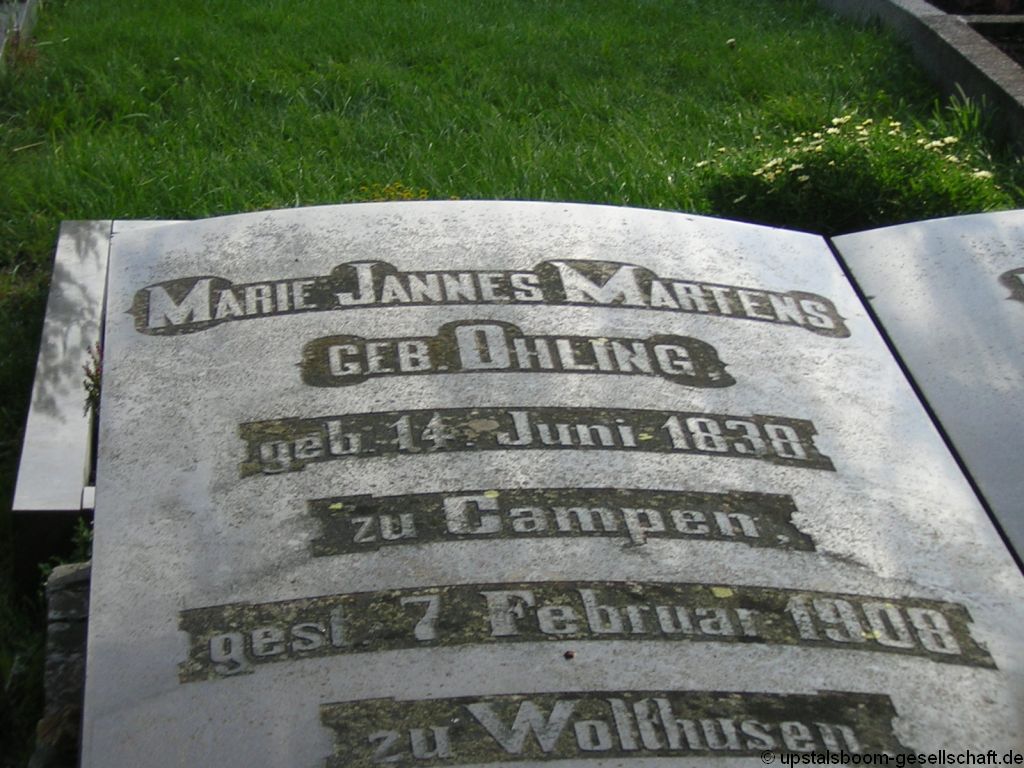 MARIE JANNES MARTENS
GEB. OHLING,
geb. 14. Juni 1838
zu Campen,
gest. 7 Februar 1908
zu Wolthusen
© upstalsboom-gesellschaft.de